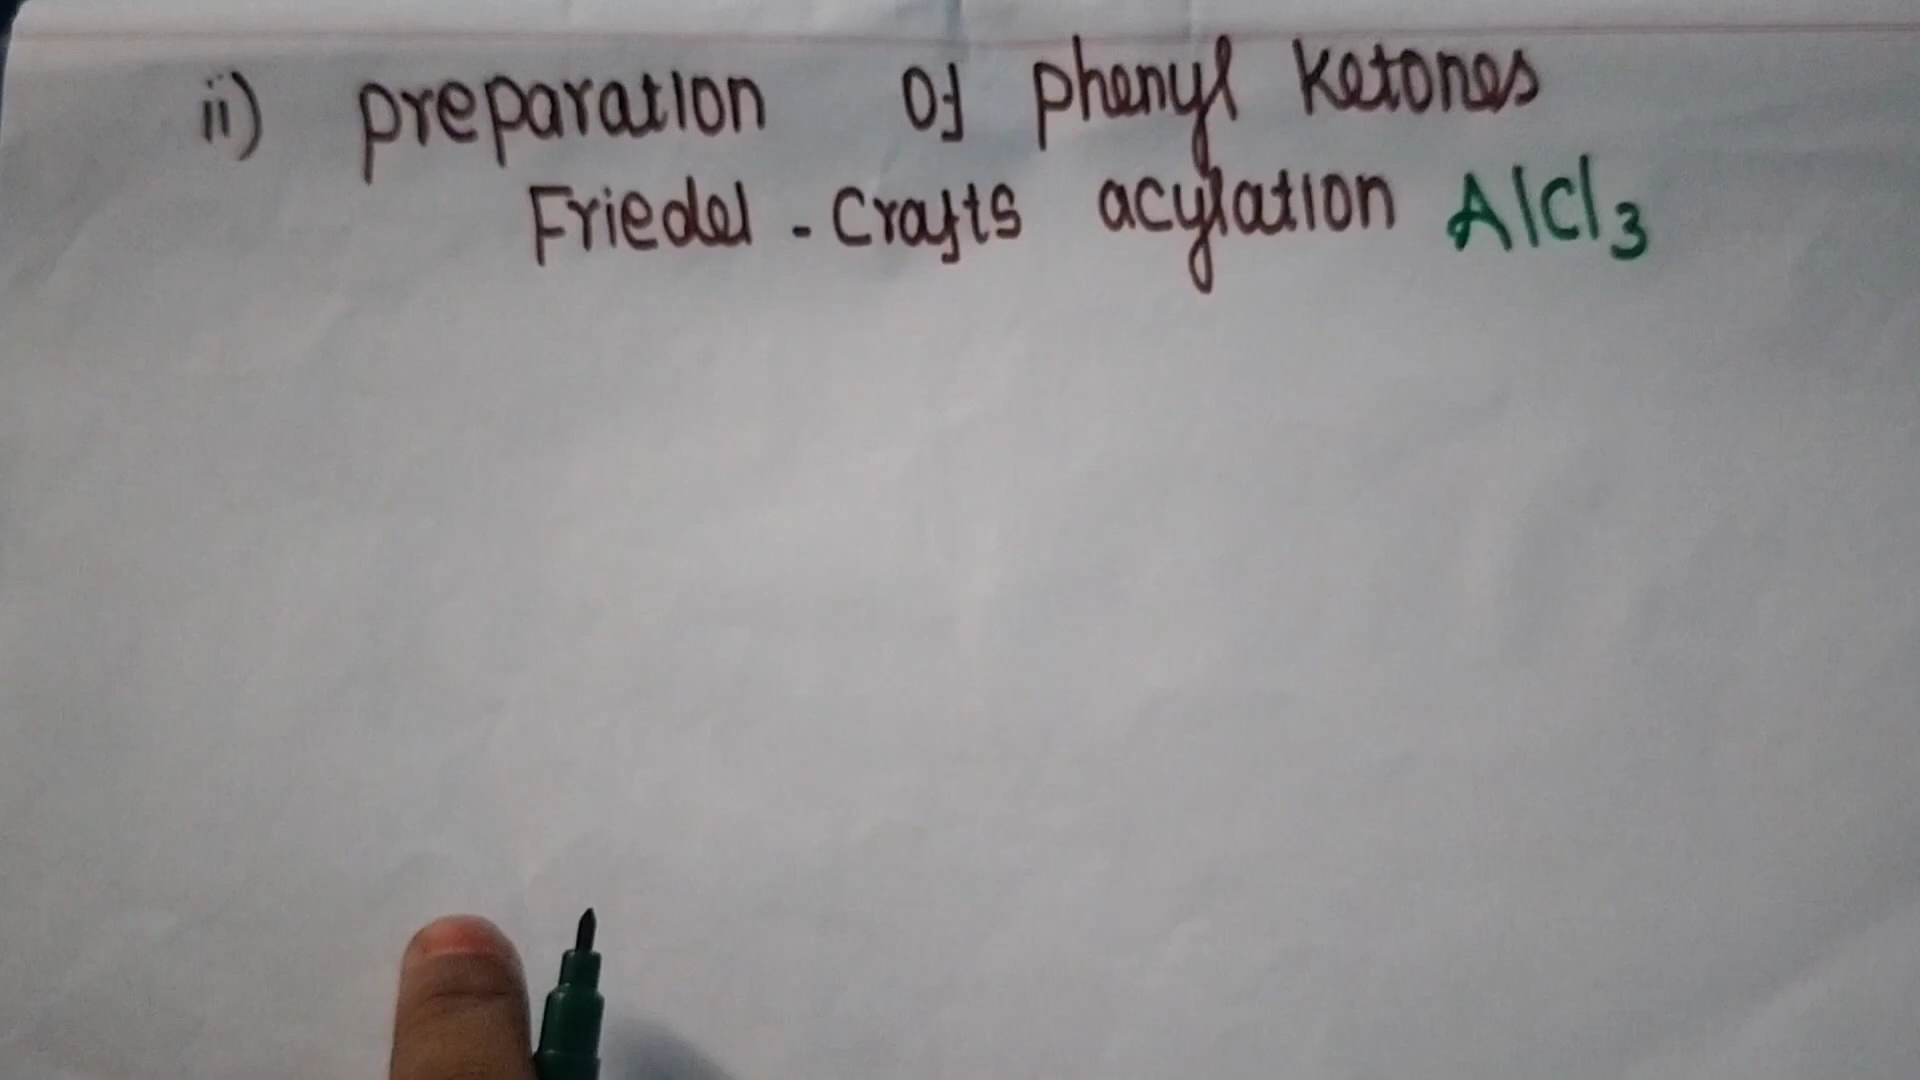 ii) preparation of phenyl ketones
Friedel - Crafts acylation AlCl3